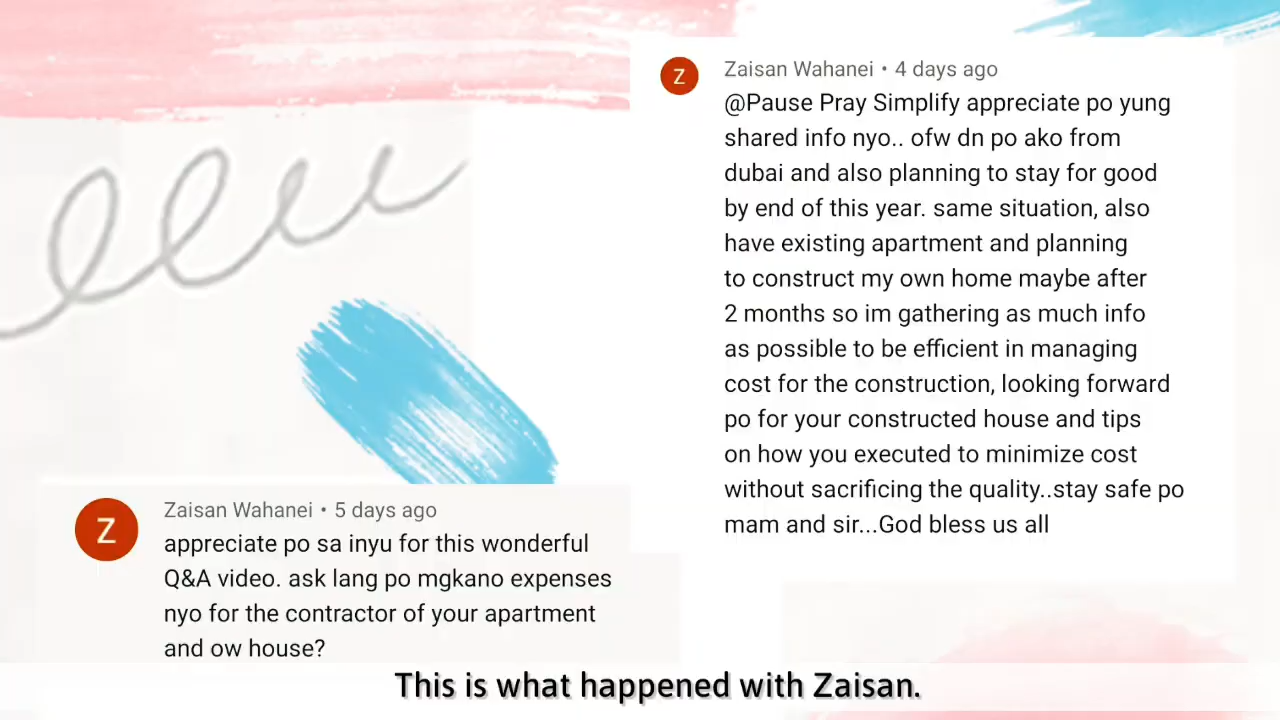 Z
Zaisan Wahanei • 4 days ago
@Pause Pray Simplify appreciate po yung
shared info nyo.. ofw dn po ako from
dubai and also planning to stay for good
by end of this year. same situation, also
have existing apartment and planning
to construct my own home maybe after
2 months so im gathering as much info
as possible to be efficient in managing
cost for the construction, looking forward
po for your constructed house and tips
on how you executed to minimize cost
without sacrificing the quality..stay safe po
mam and sir...God bless us all
Z
Zaisan Wahanei • 5 days ago
appreciate po sa inyu for this wonderful
Q&A video. ask lang po mgkano expenses
nyo for the contractor of your apartment
and ow house?
This is what happened with Zaisan.